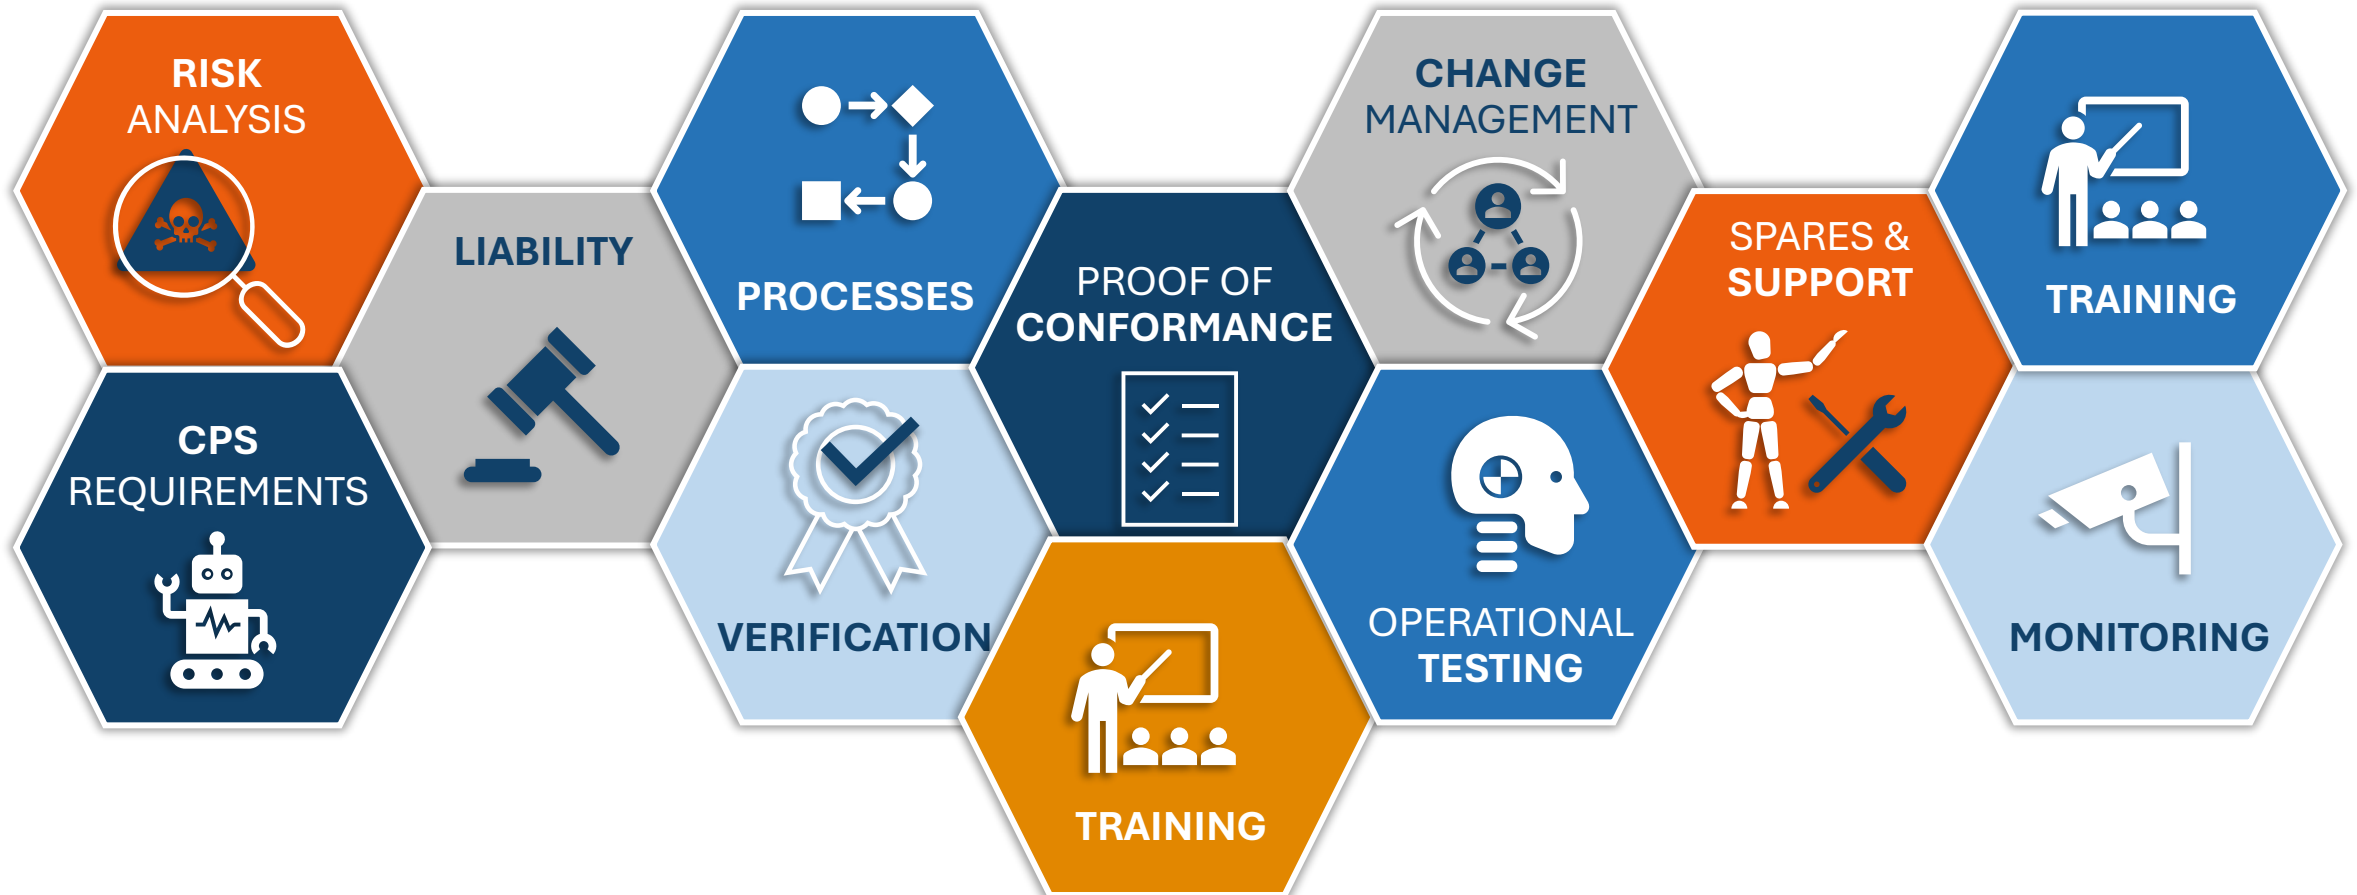 RISK
ANALYSIS
CPS
REQUIREMENTS
LIABILITY
PROCESSES
VERIFICATION
PROOF OF
CONFORMANCE
TRAINING
CHANGE
MANAGEMENT
OPERATIONAL
TESTING
SPARES &
SUPPORT
TRAINING
MONITORING